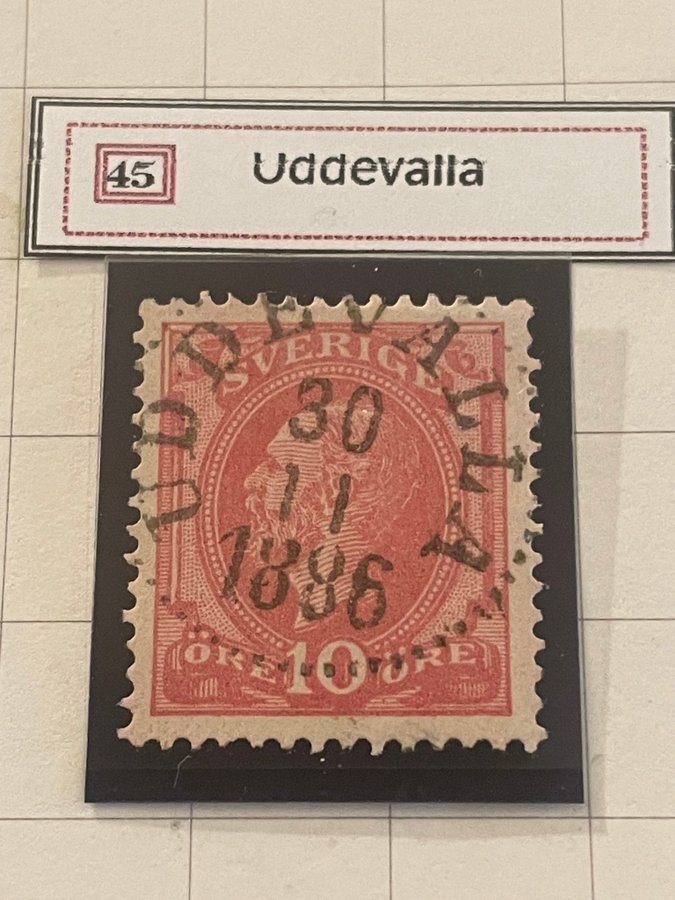 45 Uddevalla
UDDEVALLA
SVERIGE
30
11
1886
ÖRE 10 ÖRE